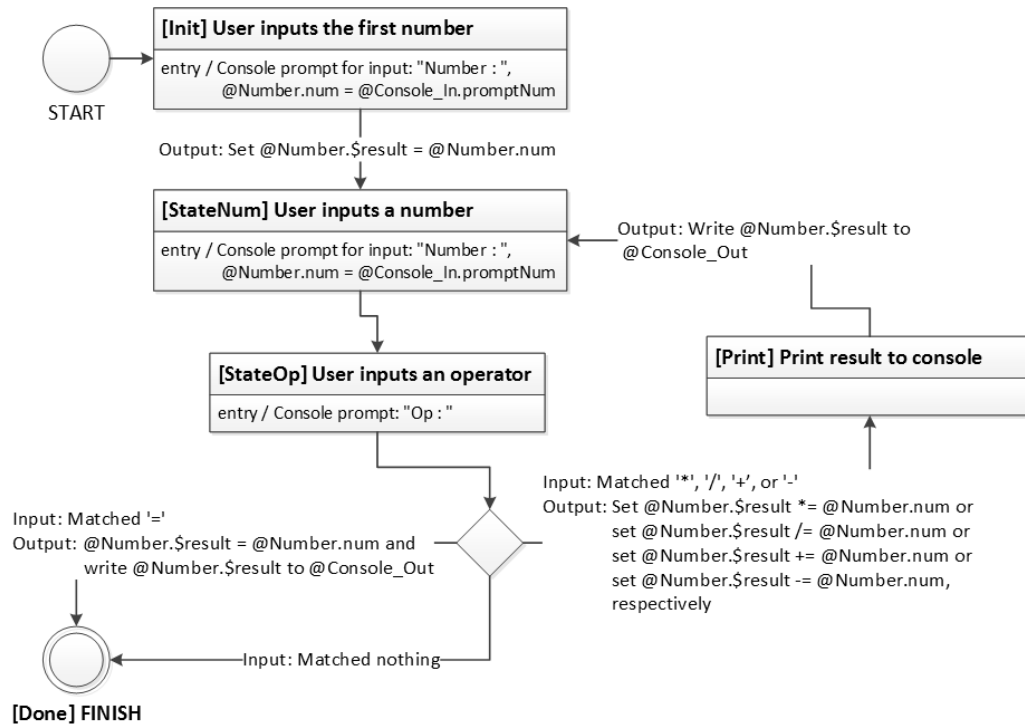 [Init] User inputs the first number
entry / Console prompt for input: "Number : ",
@Number.num = @Console_In.promptNum
START
Output: Set @Number.$result = @Number.num
[StateNum] User inputs a number
entry / Console prompt for input: "Number : ",
@Number.num = @Console_In.promptNum
Output: Write @Number.$result to
@Console_Out
[StateOp] User inputs an operator
entry / Console prompt: "Op : "
[Print] Print result to console
Input: Matched '*', '/', '+’, or '-'
Output: Set @Number.$result *= @Number.num or
set @Number.$result /= @Number.num or
set @Number.$result += @Number.num or
set @Number.$result -= @Number.num,
respectively
Input: Matched '='
Output: @Number.$result = @Number.num and
write @Number.$result to @Console_Out
Input: Matched nothing
[Done] FINISH